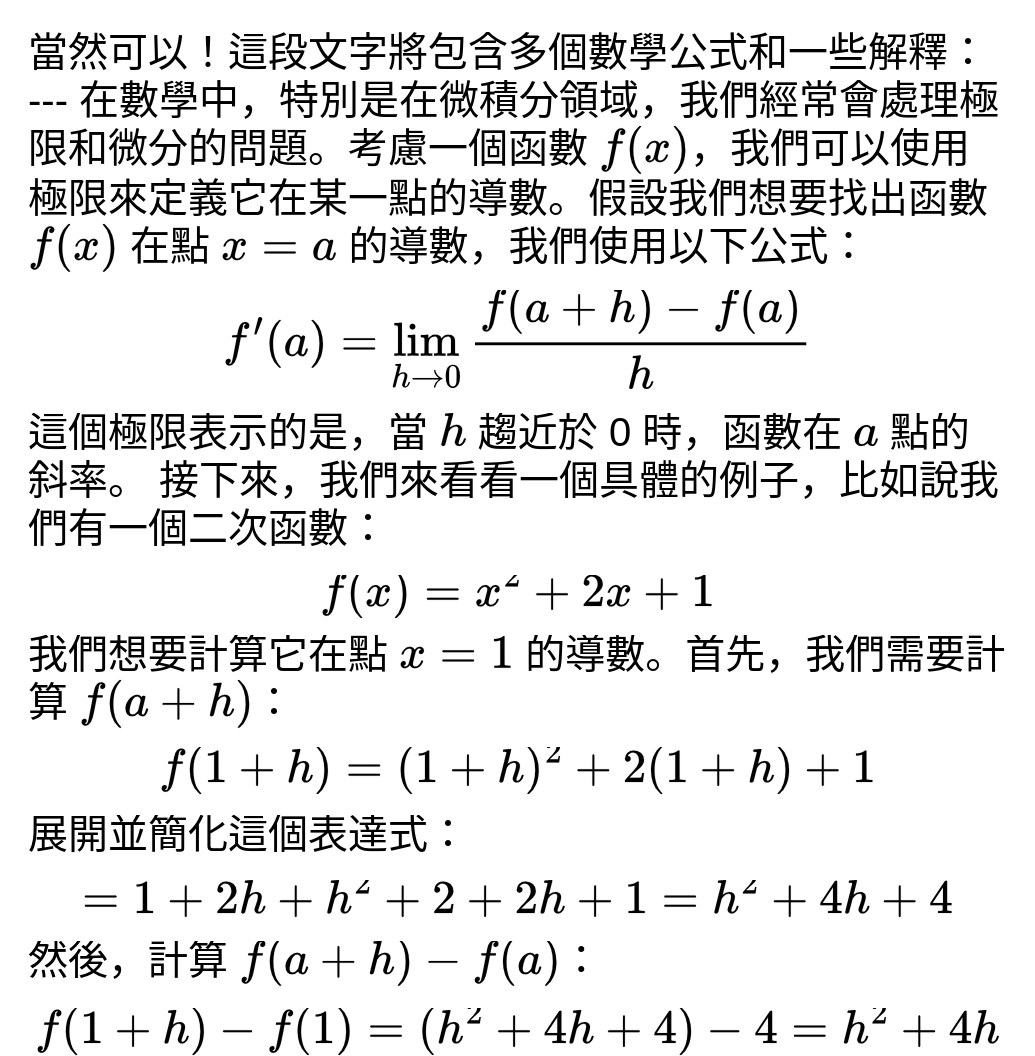 當然可以！這段文字將包含多個數學公式和一些解釋：
--- 在數學中，特別是在微積分領域，我們經常會處理極
限和微分的問題。考慮一個函數 f(x)，我們可以使用
極限來定義它在某一點的導數。假設我們想要找出函數
f(x) 在點 x = a 的導數，我們使用以下公式：
f′(a) = lim_{h→0} \frac{f(a + h) − f(a)}{h}
這個極限表示的是，當 h 趨近於 0 時，函數在 a 點的
斜率。 接下來，我們來看看一個具體的例子，比如說我
們有一個二次函數：
f(x) = x² + 2x + 1
我們想要計算它在點 x = 1 的導數。首先，我們需要計
算 f(a + h)：
f(1 + h) = (1 + h)² + 2(1 + h) + 1
展開並簡化這個表達式：
= 1 + 2h + h² + 2 + 2h + 1 = h² + 4h + 4
然後，計算 f(a + h) − f(a)：
f(1 + h) − f(1) = (h² + 4h + 4) − 4 = h² + 4h